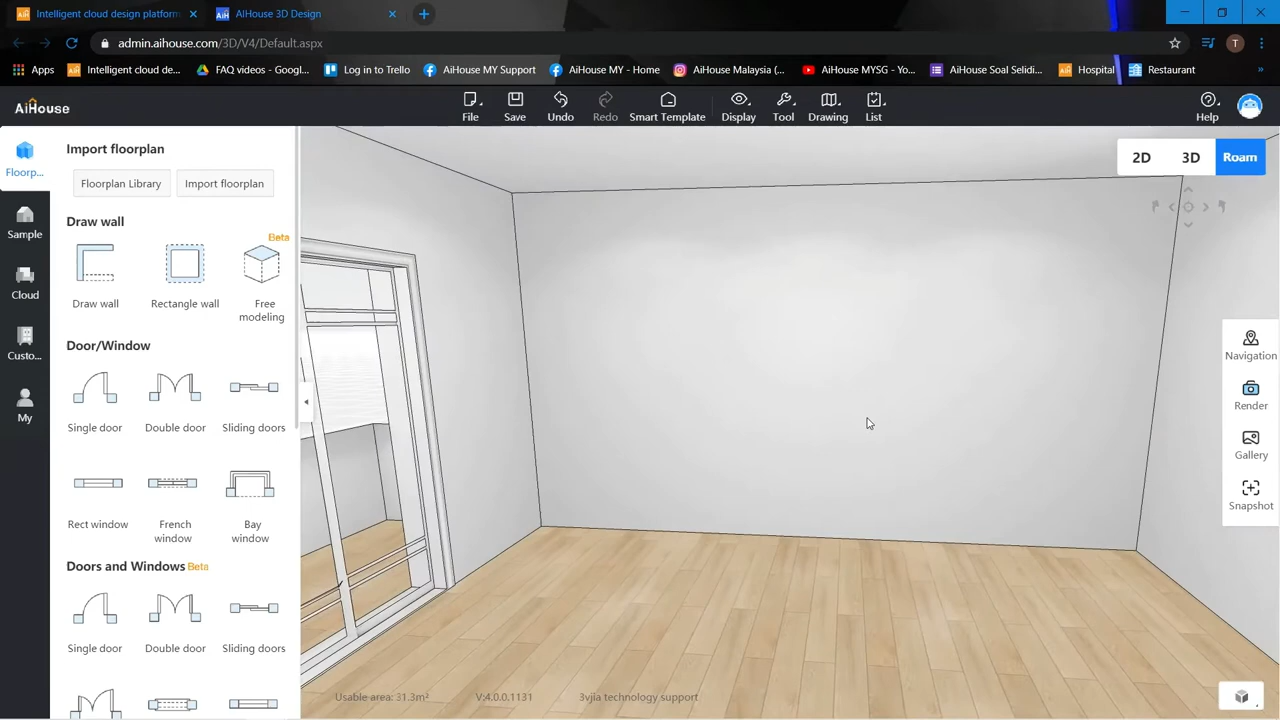 Intelligent cloud design platform
AiHouse 3D Design
admin.aihouse.com/3D/V4/Default.aspx
T
Apps
Intelligent cloud de...
FAQ videos - Googl...
Log in to Trello
AiHouse MY Support
AiHouse MY - Home
AiHouse Malaysia (...
AiHouse MYSG - Yo...
AiHouse Soal Selidi...
Hospital
Restaurant
»
AiHouse
File
Save
Undo
Redo
Smart Template
Display
Tool
Drawing
List
Help
Floorp...
Sample
Cloud
Custo...
My
Import floorplan
Floorplan Library
Import floorplan
Draw wall
Beta
Draw wall
Rectangle wall
Free
modeling
Door/Window
Single door
Double door
Sliding doors
Rect window
French
window
Bay
window
Doors and Windows Beta
Single door
Double door
Sliding doors
2D
3D
Roam
Navigation
Render
Gallery
Snapshot
Usable area: 31.3m²
V:4.0.0.1131
3vjia technology support